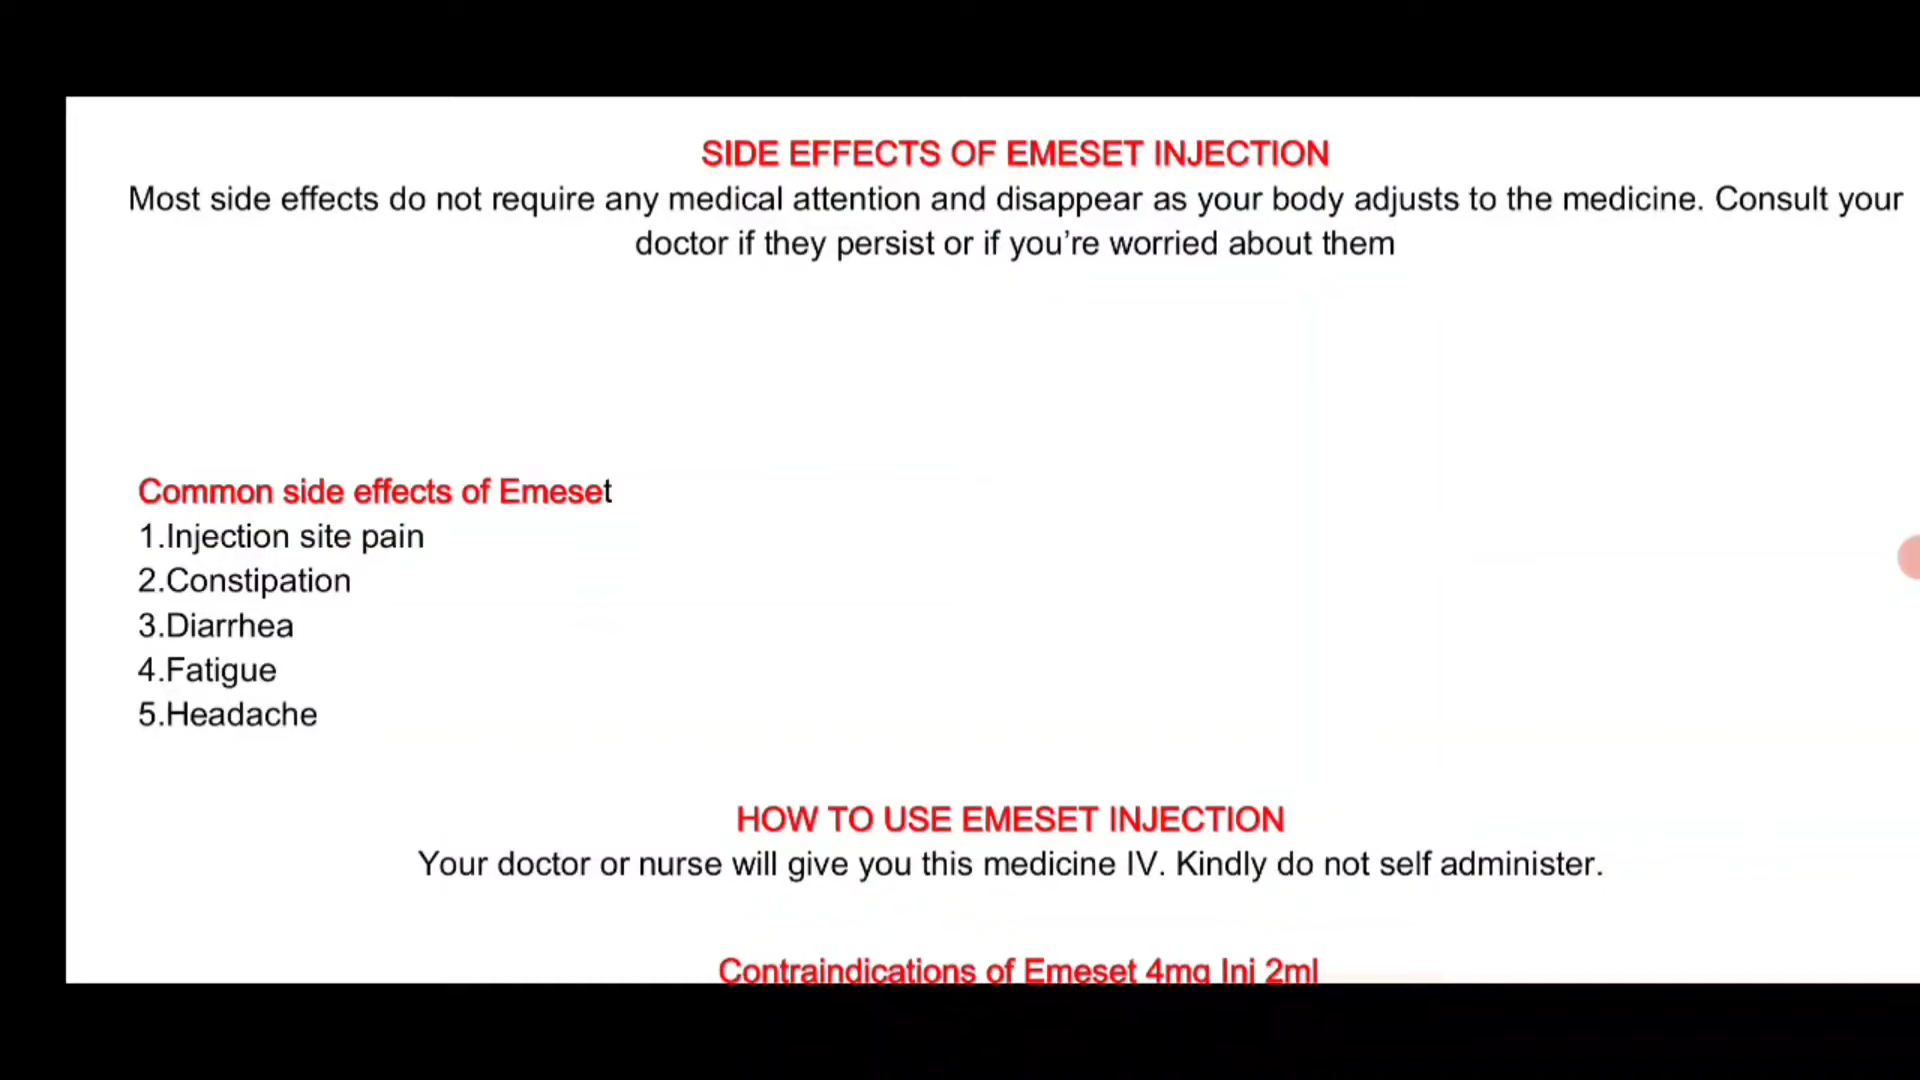 SIDE EFFECTS OF EMESET INJECTION
Most side effects do not require any medical attention and disappear as your body adjusts to the medicine. Consult your
doctor if they persist or if you’re worried about them
Common side effects of Emeset
1.Injection site pain
2.Constipation
3.Diarrhea
4.Fatigue
5.Headache
HOW TO USE EMESET INJECTION
Your doctor or nurse will give you this medicine IV. Kindly do not self administer.
Contraindications of Emeset 4mg Inj 2ml